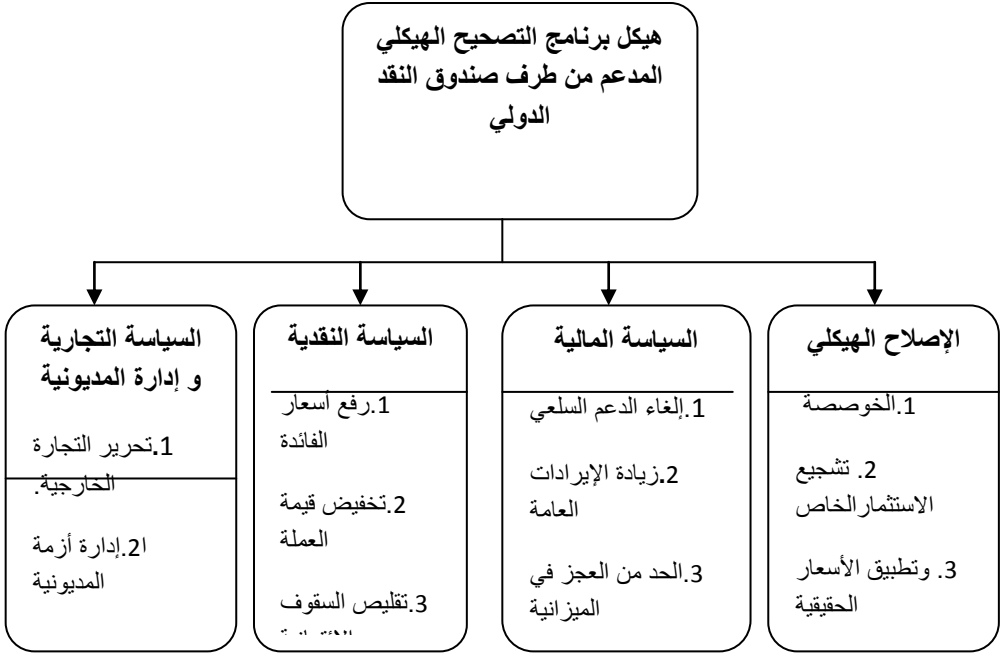 هيكل برنامج التصحيح الهيكلي
المدعم من طرف صندوق النقد
الدولي
الإصلاح الهيكلي
1.الخوصصة
2. تشجيع
الاستثمارالخاص
3. وتطبيق الأسعار
الحقيقية
السياسة المالية
1.إلغاء الدعم السلعي
2.زيادة الإيرادات
العامة
3.الحد من العجز في
الميزانية
السياسة النقدية
1.رفع أسعار
الفائدة
2.تخفيض قيمة
العملة
3.تقليص السقوف
السياسة التجارية
و إدارة المديونية
1.تحرير التجارة
الخارجية.
2ا.إدارة أزمة
المديونية